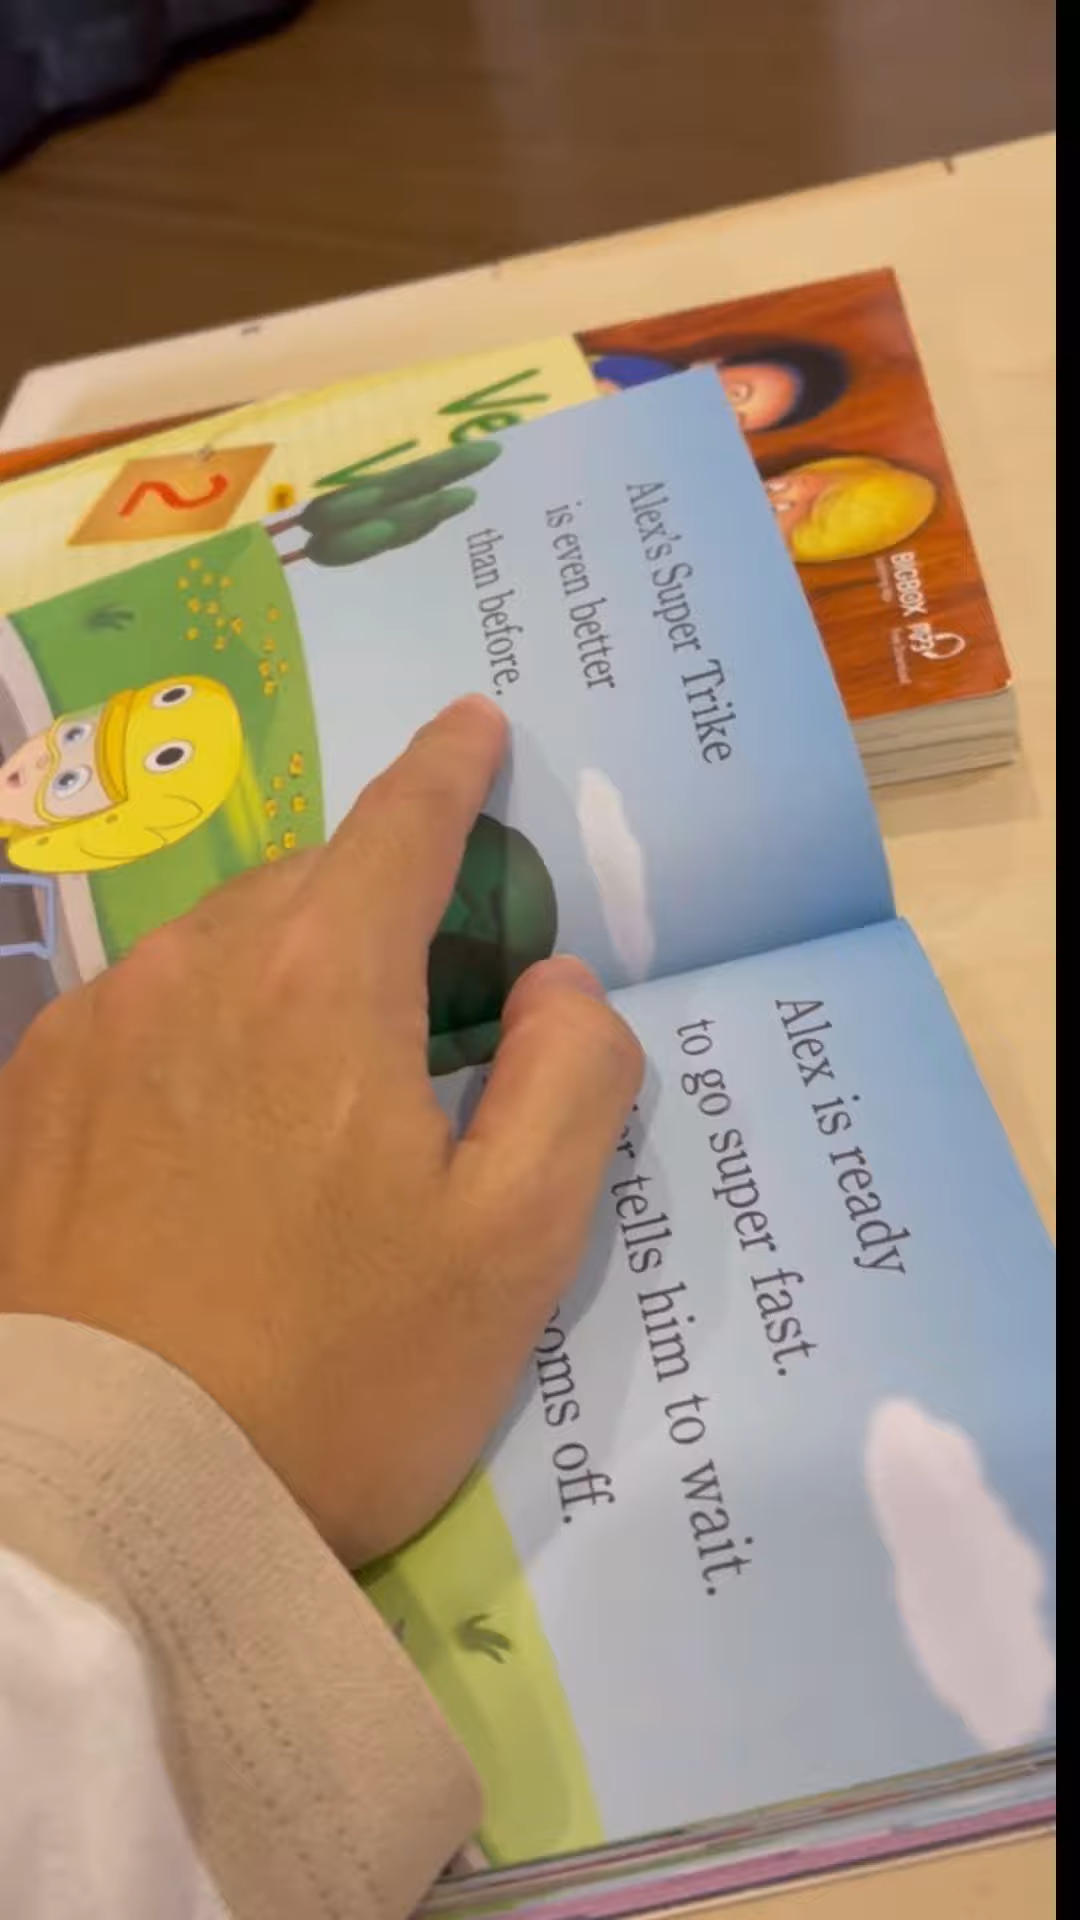 Alex's Super Trike
is even better
than before.
Alex is ready
to go super fast.
tells him to wait.
off.
2
BIGBOX MP3